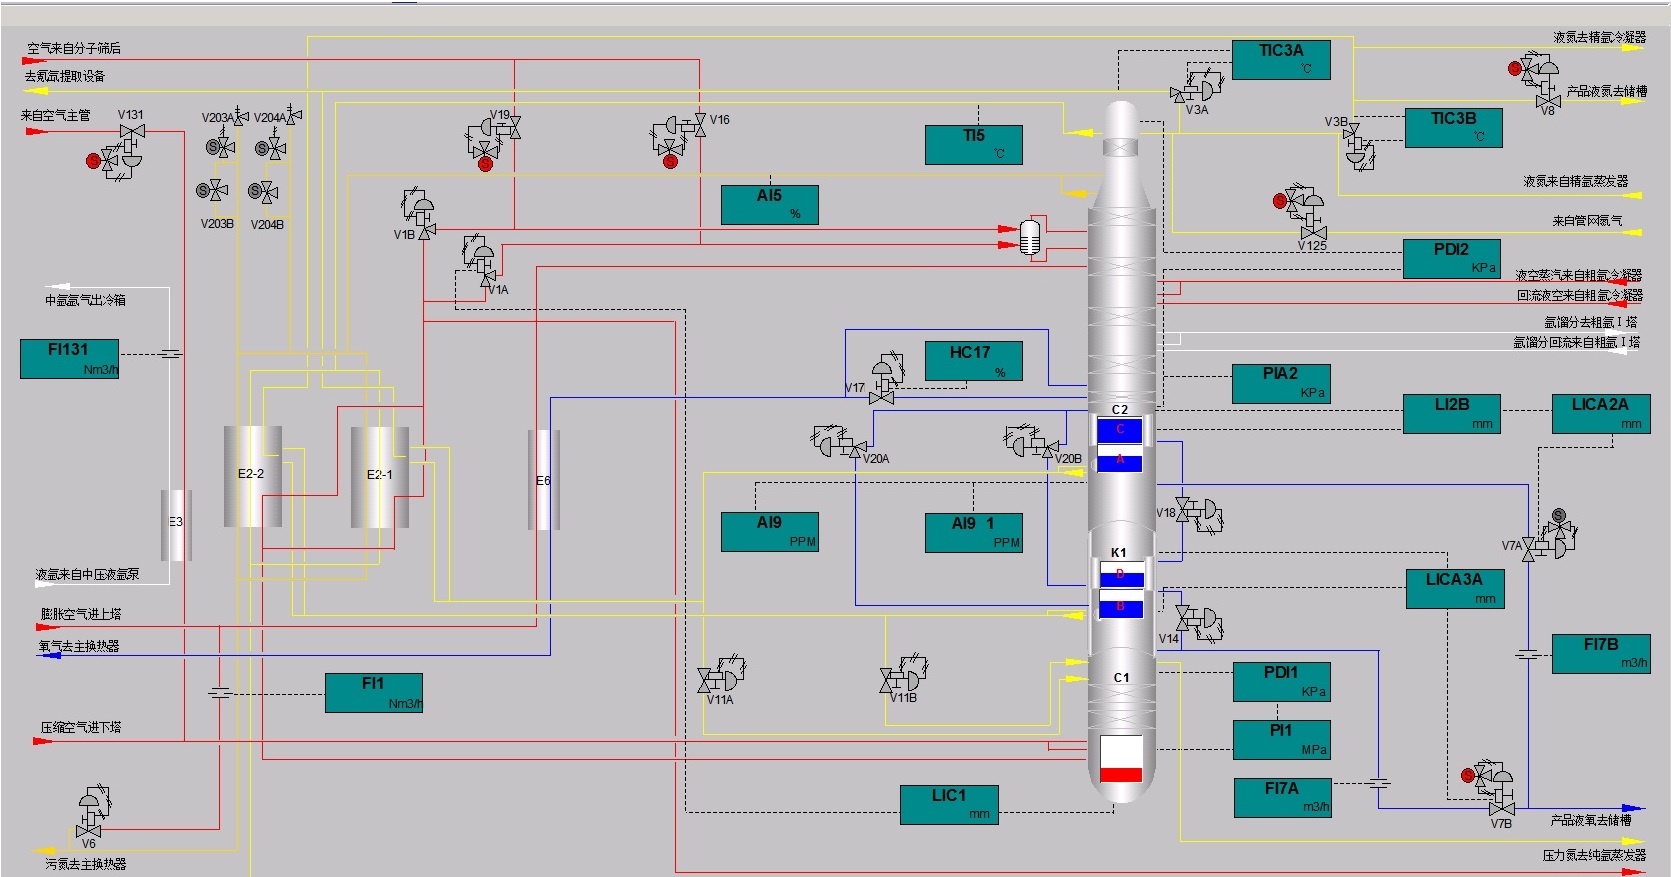 空气来自分子筛后
TIC3A
℃
液氮去精氩冷凝器
去氪氙提取设备
来自空气主管
V131
V203A
V204A
V19
V16
V3A
V8
产品液氮去储槽
TI5
℃
V3B
TIC3B
℃
S
S
S
S
S
S
S
S
AI5
%
液氮来自精氩蒸发器
S
V203B
V204B
V1B
V125
来自管网氮气
PDI2
KPa
V1A
中氩氩气出冷箱
液空蒸汽来自粗氩冷凝器
回流液空来自粗氩冷凝器
氩馏分去粗氩Ⅰ塔
氩馏分回流来自粗氩Ⅰ塔
FI131
Nm3/h
HC17
%
V17
PIA2
KPa
C2
C
A
LI2B
mm
LICA2A
mm
V20A
V20B
E2-2
E2-1
E6
E3
AI9
PPM
AI9 1
PPM
V18
S
V7A
K1
D
B
液氩来自中压液氩泵
LICA3A
mm
膨胀空气进上塔
氧气去主换热器
V14
FI7B
m3/h
FI1
Nm3/h
V11A
V11B
C1
PDI1
KPa
压缩空气进下塔
PI1
MPa
S
FI7A
m3/h
LIC1
mm
V6
V7B
产品液氧去储槽
污氮去主换热器
压力氮去纯氩蒸发器